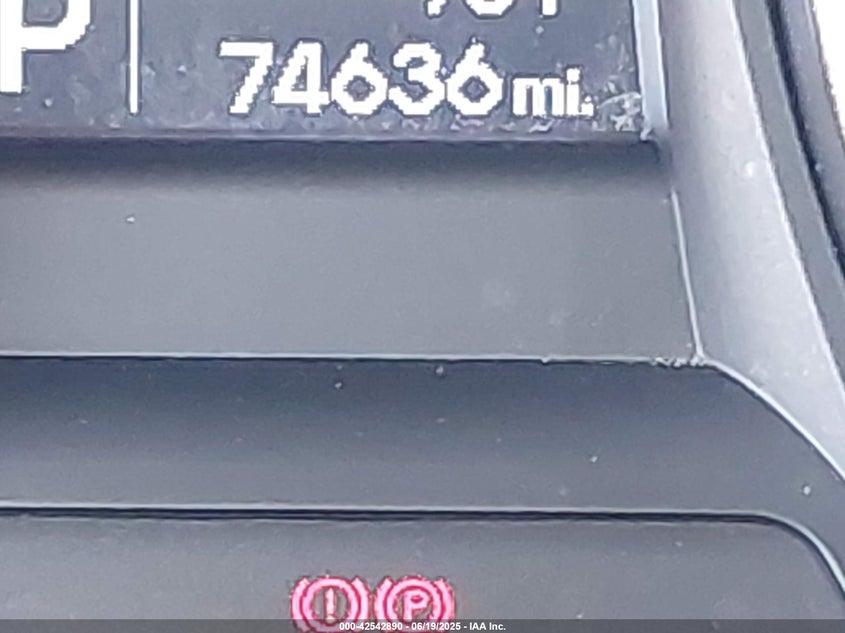 P
74636 mi.
(!) (P)
000-42542890 - 06/19/2025 - IAA Inc.